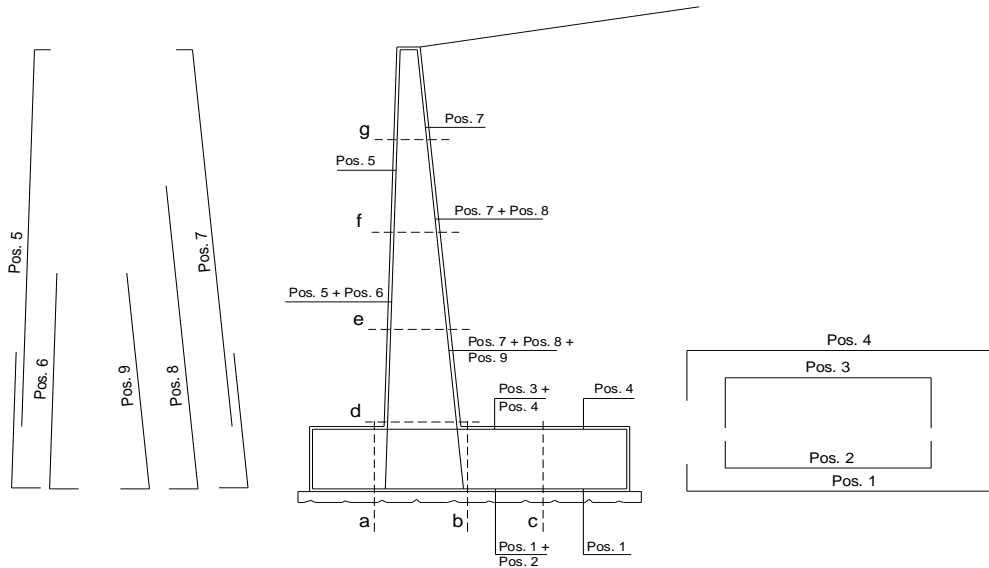 Pos. 5
Pos. 6
Pos. 9
Pos. 8
Pos. 7
g
Pos. 7
Pos. 5
f
Pos. 7 + Pos. 8
Pos. 5 + Pos. 6
e
Pos. 7 + Pos. 8 +
Pos. 9
d
Pos. 3 +
Pos. 4
Pos. 4
a
b
c
Pos. 1 +
Pos. 2
Pos. 1
Pos. 4
Pos. 3
Pos. 2
Pos. 1